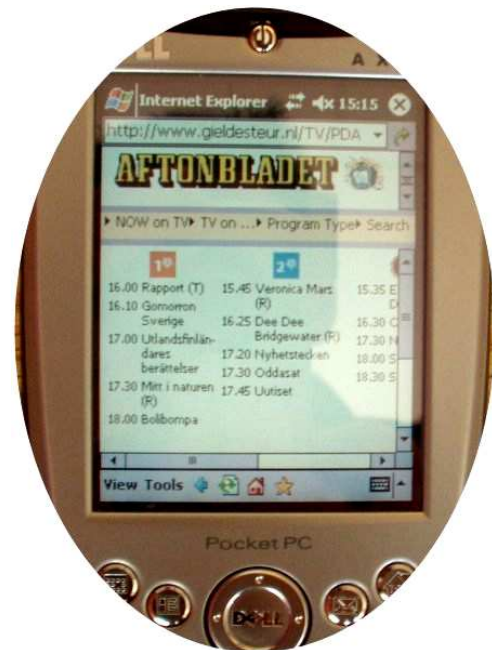 A X
Internet Explorer 15:15
http://www.gieldesteur.nl/TV/PDA
AFTONBLADET
NOW on TV TV on ... Program Type Search
1 2
16.00 Rapport (T) 15.45 Veronica Mars 15.35 E
16.10 Gomorron (R) D
Sverige 16.25 Dee Dee 16.30
17.00 Utlandsfinlän- Bridgewater (R) 17.30 N
dares 17.20 Nyhetstecken 18.00 S
berättelser 17.30 Oddasat 18.30 S
17.30 Mitt i naturen 17.45 Uutiset
(R)
18.00 Bolibompa
View Tools
Pocket PC
DELL